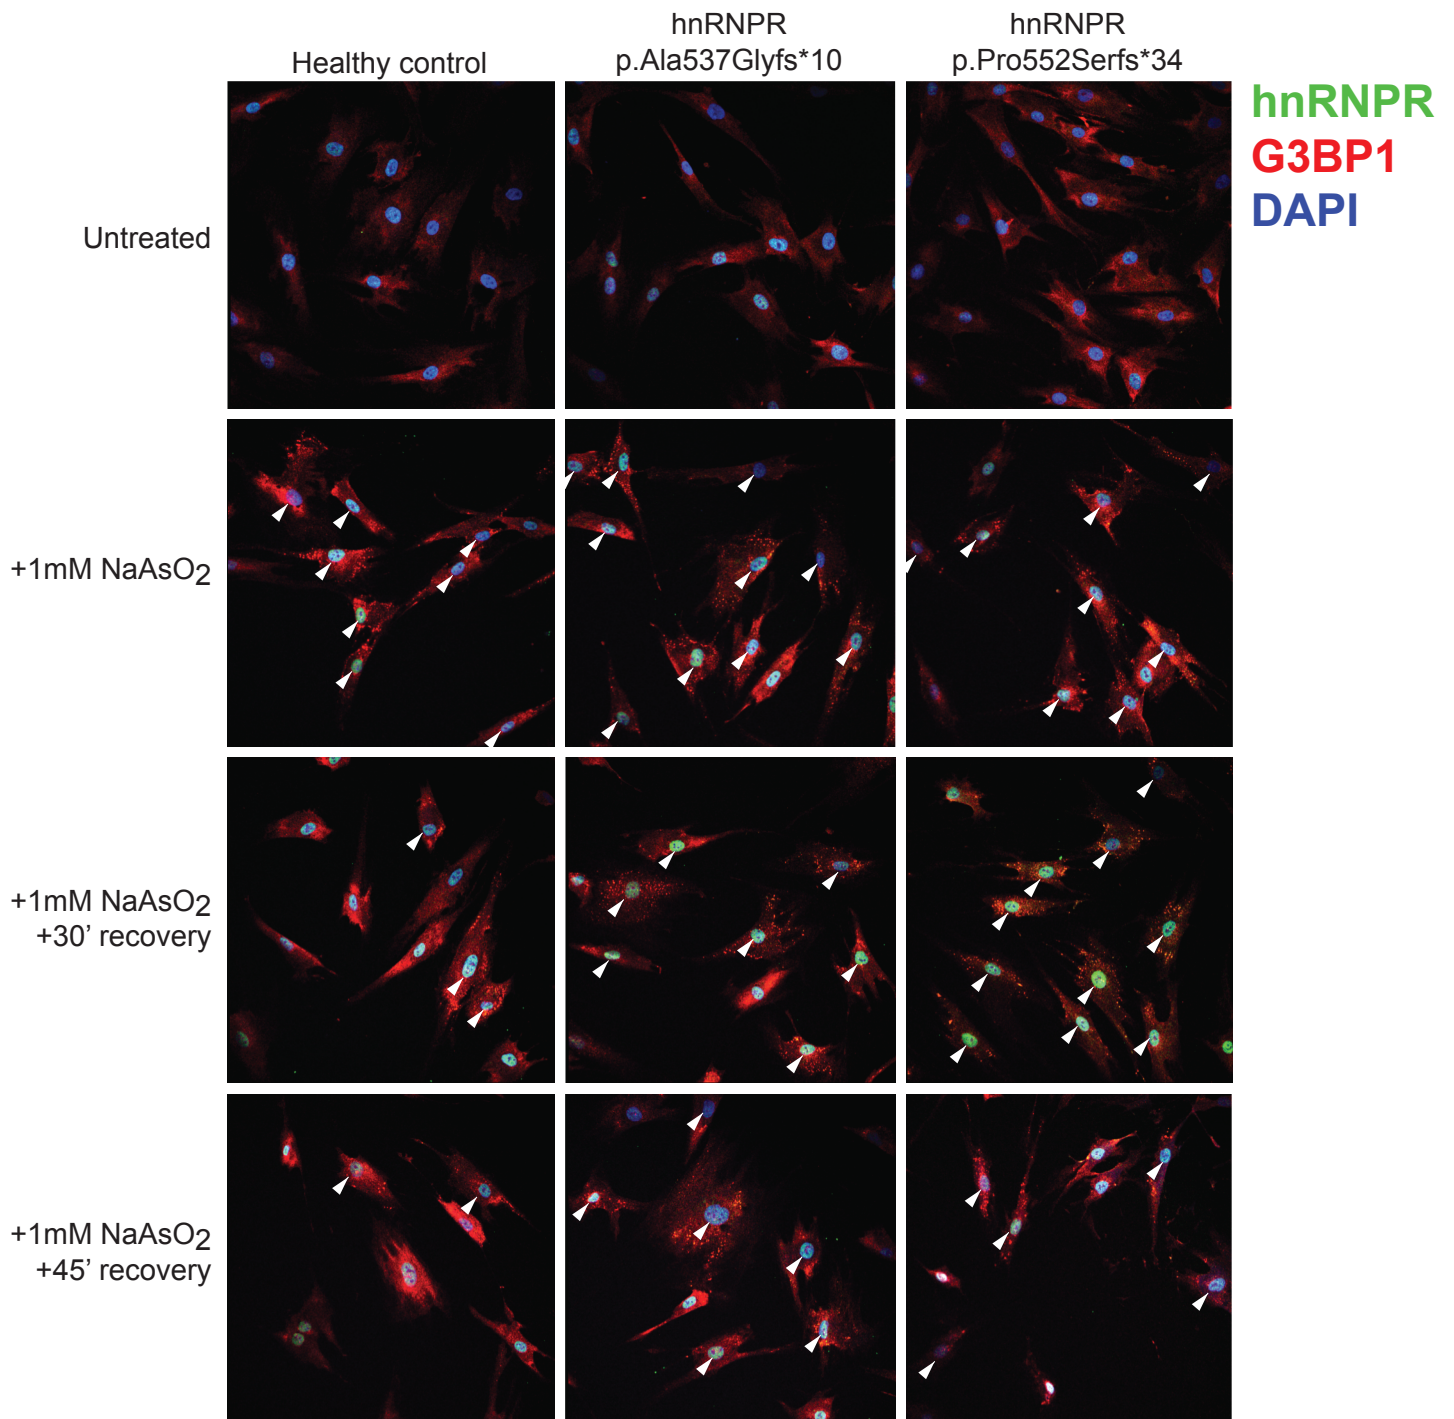 hnRNPR
p.Ala537Glyfs*10
hnRNPR
p.Pro552Serfs*34
Healthy control
hnRNPR
G3BP1
DAPI
Untreated
+1mM NaAsO2
+1mM NaAsO2
+30’ recovery
+1mM NaAsO2
+45’ recovery